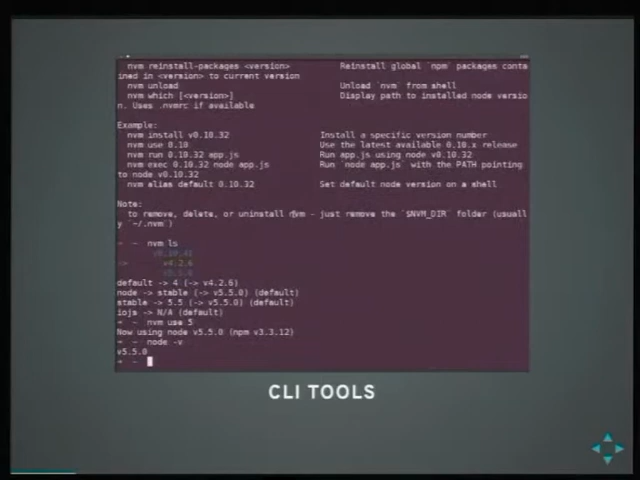 nvm reinstall-packages <version> Reinstall global `npm` packages conta
ined in <version> to current version
nvm unload Unload `nvm` from shell
nvm which [<version>] Display path to installed node versio
n. Uses .nvmrc if available
Example:
nvm install v0.10.32 Install a specific version number
nvm use 0.10 Use the latest available 0.10.x release
nvm run 0.10.32 app.js Run app.js using node v0.10.32
nvm exec 0.10.32 node app.js Run `node app.js` with the PATH pointing
to node v0.10.32
nvm alias default 0.10.32 Set default node version on a shell
Note:
to remove, delete, or uninstall nvm - just remove the `$NVM_DIR` folder (usuall
y `~/.nvm`)
→ ~ nvm ls
-> v4.2.6
v5.5.0
default -> 4 (-> v4.2.6)
node -> stable (-> v5.5.0) (default)
stable -> 5.5 (-> v5.5.0) (default)
iojs -> N/A (default)
→ ~ nvm use 5
Now using node v5.5.0 (npm v3.3.12)
→ ~ node -v
v5.5.0
→ ~
CLI TOOLS